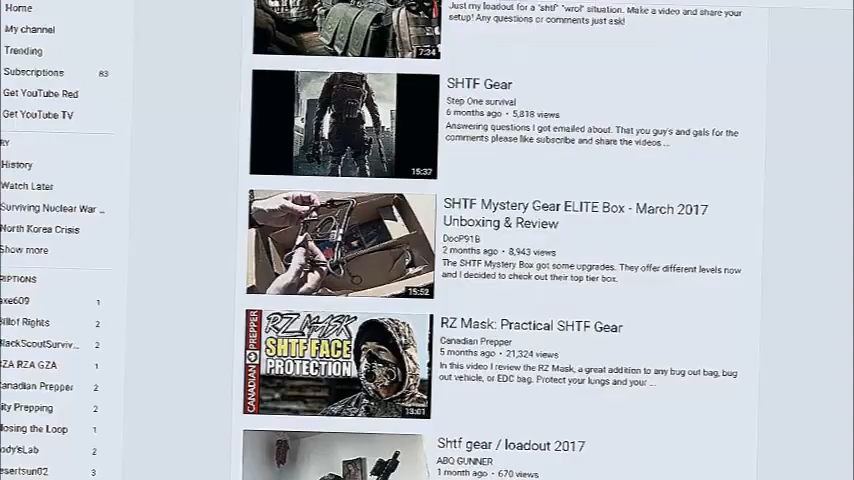 Home
My channel
Trending
Subscriptions 83
Get YouTube Red
Get YouTube TV
RY
History
Watch Later
Surviving Nuclear War ...
North Korea Crisis
Show more
RIPTIONS
axe609 1
Bill of Rights 2
BlackScoutSurviv... 2
RZA RZA GZA 1
Canadian Prepper 2
ity Prepping 2
losing the Loop 1
ody'sLab 2
esertsun02 3
Just my loadout for a "shtf" "wrol" situation. Make a video and share your
setup! Any questions or comments just ask!
7:34
SHTF Gear
Step One survival
6 months ago • 5,818 views
Answering questions I got emailed about. That you guy's and gals for the
comments please like subscribe and share the videos ...
15:37
SHTF Mystery Gear ELITE Box - March 2017
Unboxing & Review
DocP91B
2 months ago • 8,943 views
The SHTF Mystery Box got some upgrades. They offer different levels now
and I decided to check out their top tier box.
15:52
RZ Mask: Practical SHTF Gear
Canadian Prepper
5 months ago • 21,324 views
In this video I review the RZ Mask, a great addition to any bug out bag, bug
out vehicle, or EDC bag. Protect your lungs and your ...
CANADIAN PREPPER
RZ MASK
SHTF FACE
PROTECTION
13:01
Shtf gear / loadout 2017
ABQ GUNNER
1 month ago • 670 views